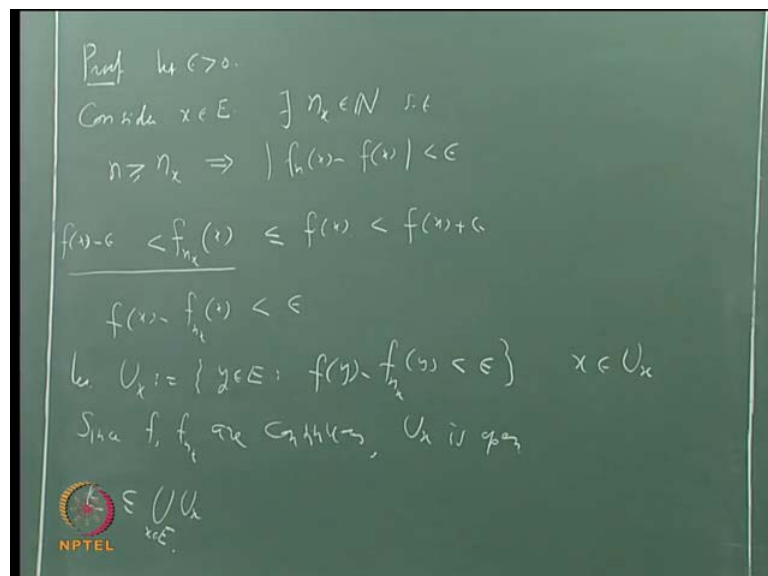 Proof Let ε > 0.
Consider x ∈ E. ∃ n_x ∈ ℕ s.t
n ≥ n_x ⇒ |f_n(x) - f(x)| < ε
f(x)-ε < f_{n_x}(x) ≤ f(x) < f(x)+ε
f(x) - f_{n_x}(x) < ε
Let U_x := {y ∈ E : f(y) - f_{n_x}(y) < ε} x ∈ U_x
Since f, f_{n_x} are continuous, U_x is open
⊆ ⋃_{x∈E} U_x
NPTEL